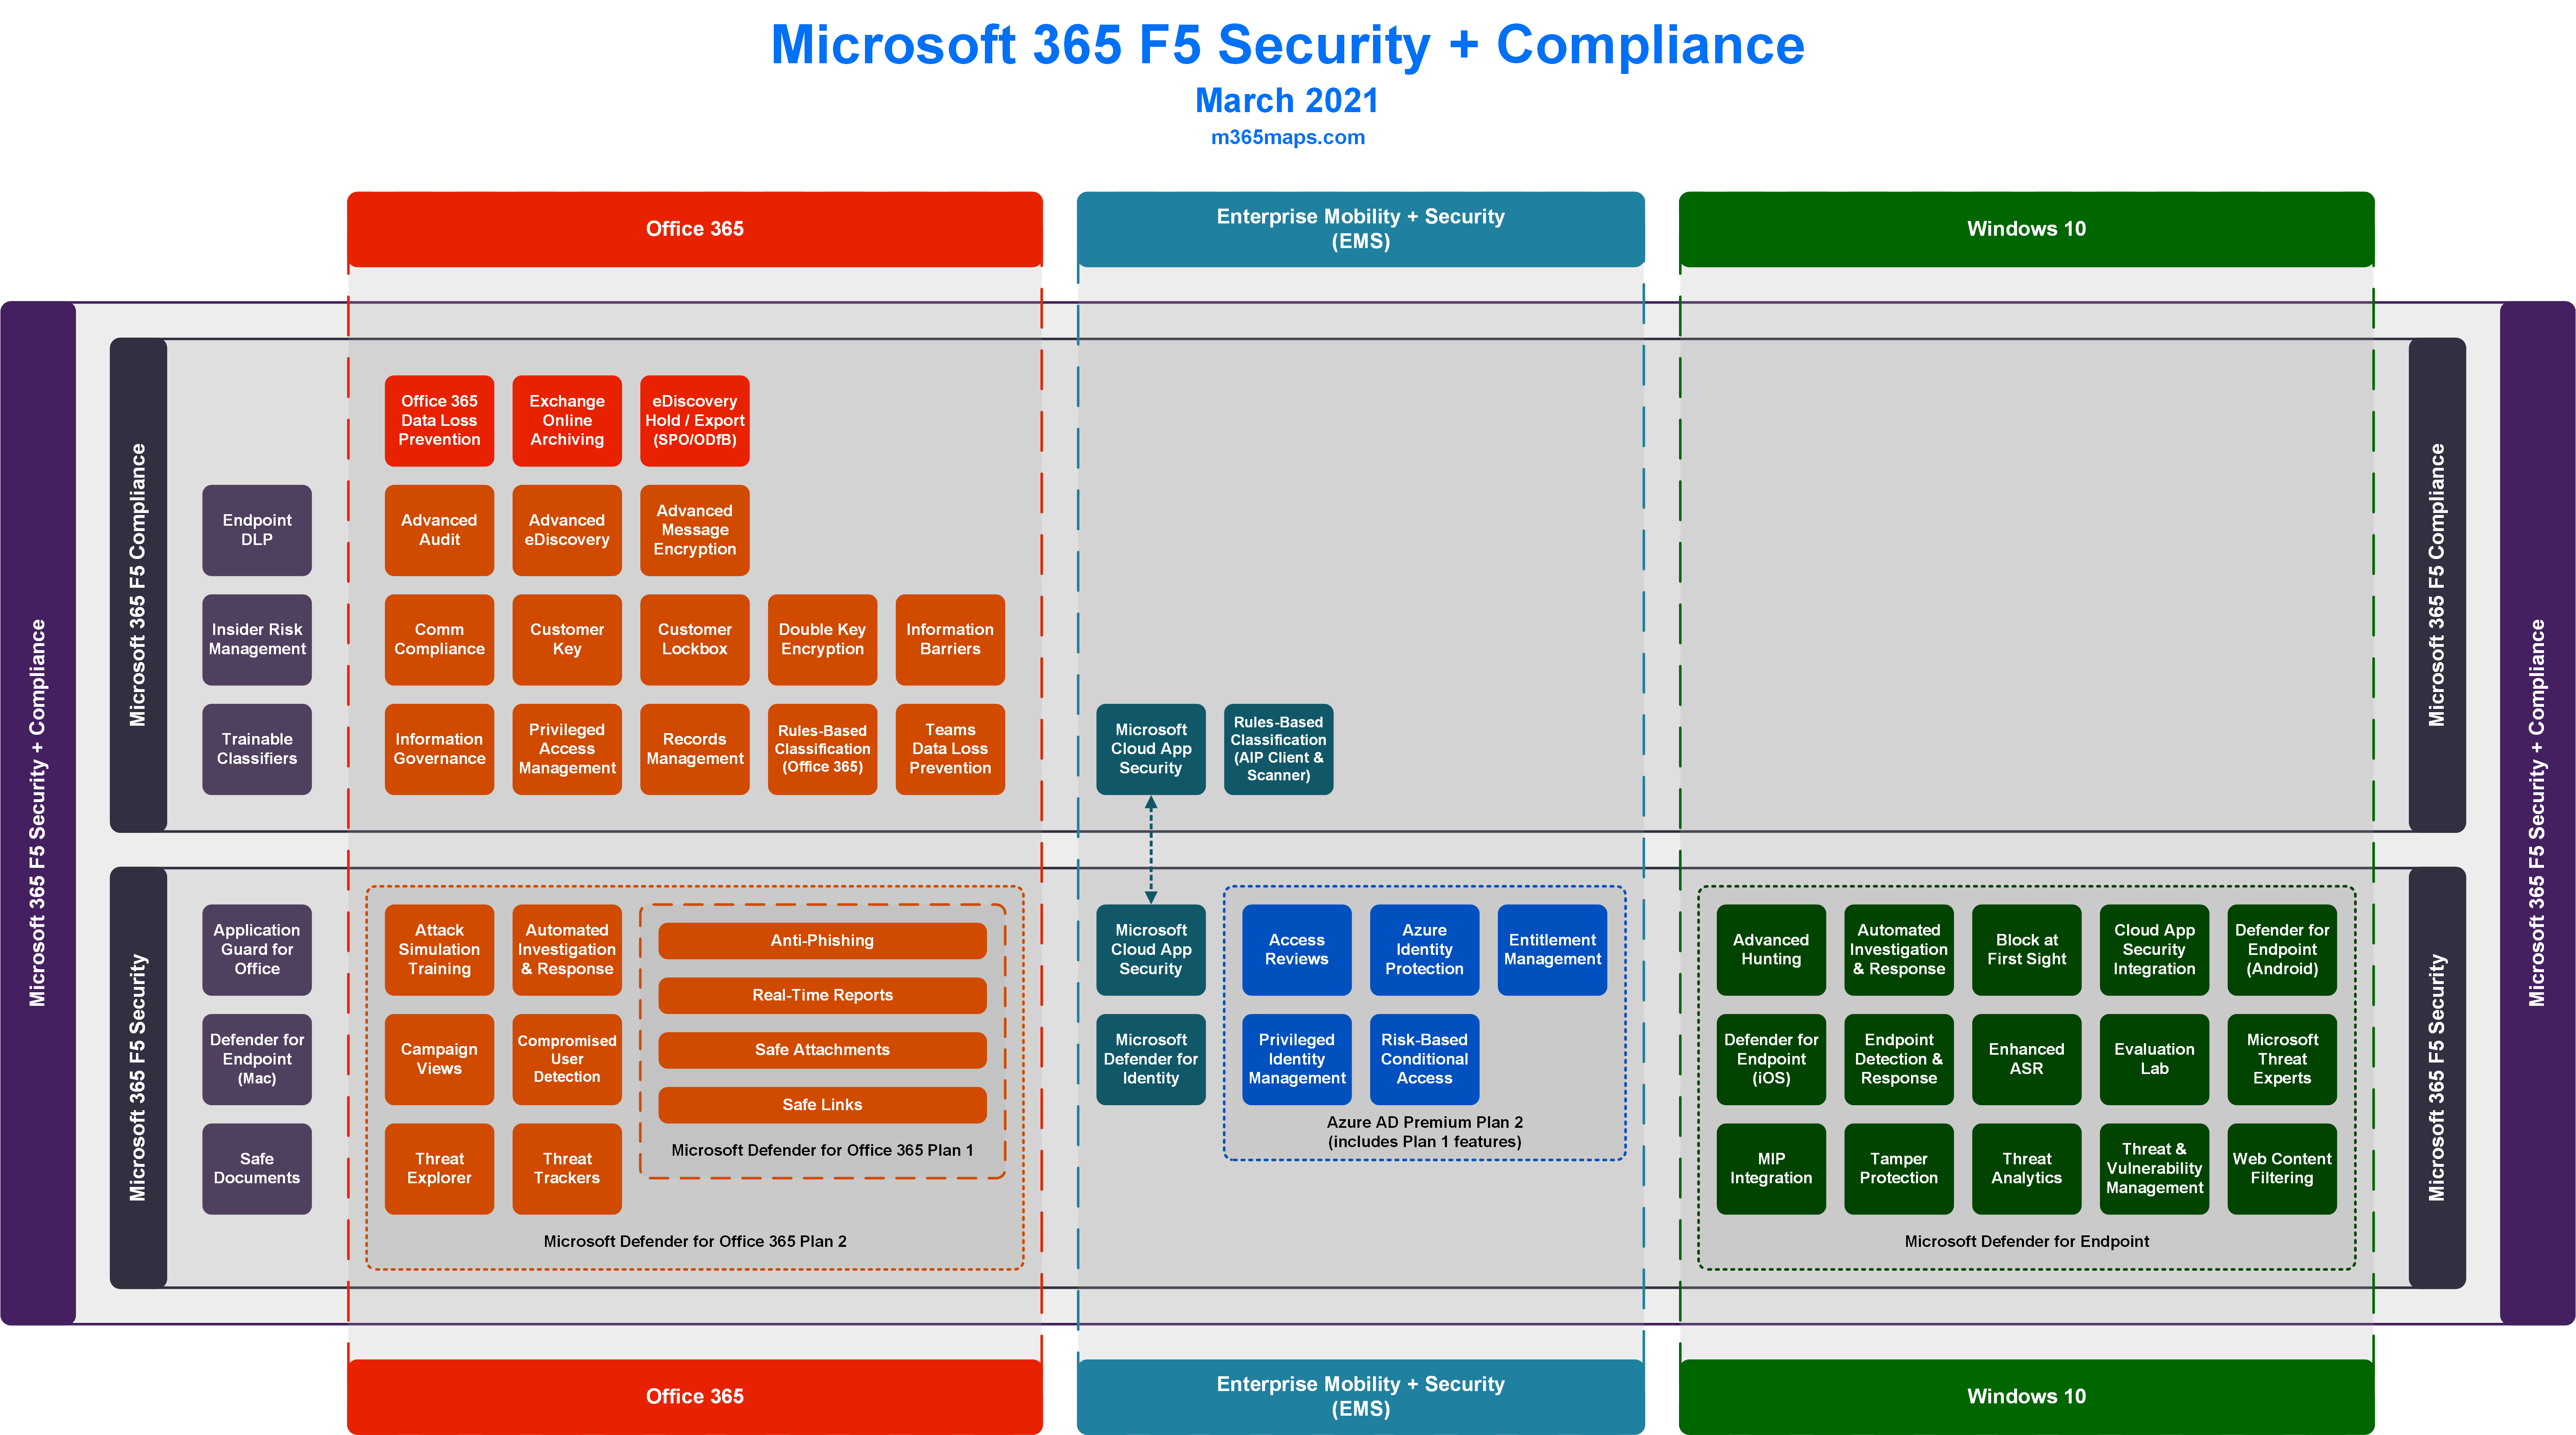 Microsoft 365 F5 Security + Compliance
March 2021
m365maps.com
Office 365
Enterprise Mobility + Security
(EMS)
Windows 10
Microsoft 365 F5 Security + Compliance
Microsoft 365 F5 Compliance
Office 365
Data Loss
Prevention
Exchange
Online
Archiving
eDiscovery
Hold / Export
(SPO/ODfB)
Endpoint
DLP
Advanced
Audit
Advanced
eDiscovery
Advanced
Message
Encryption
Insider Risk
Management
Comm
Compliance
Customer
Key
Customer
Lockbox
Double Key
Encryption
Information
Barriers
Trainable
Classifiers
Information
Governance
Privileged
Access
Management
Records
Management
Rules-Based
Classification
(Office 365)
Teams
Data Loss
Prevention
Microsoft
Cloud App
Security
Rules-Based
Classification
(AIP Client &
Scanner)
Microsoft 365 F5 Compliance
Microsoft 365 F5 Security + Compliance
Microsoft 365 F5 Security
Application
Guard for
Office
Defender for
Endpoint
(Mac)
Safe
Documents
Attack
Simulation
Training
Automated
Investigation
& Response
Campaign
Views
Compromised
User
Detection
Threat
Explorer
Threat
Trackers
Anti-Phishing
Real-Time Reports
Safe Attachments
Safe Links
Microsoft Defender for Office 365 Plan 1
Microsoft Defender for Office 365 Plan 2
Microsoft
Cloud App
Security
Microsoft
Defender for
Identity
Access
Reviews
Azure
Identity
Protection
Entitlement
Management
Privileged
Identity
Management
Risk-Based
Conditional
Access
Azure AD Premium Plan 2
(includes Plan 1 features)
Advanced
Hunting
Automated
Investigation
& Response
Block at
First Sight
Cloud App
Security
Integration
Defender for
Endpoint
(Android)
Defender for
Endpoint
(iOS)
Endpoint
Detection &
Response
Enhanced
ASR
Evaluation
Lab
Microsoft
Threat
Experts
MIP
Integration
Tamper
Protection
Threat
Analytics
Threat &
Vulnerability
Management
Web Content
Filtering
Microsoft Defender for Endpoint
Microsoft 365 F5 Security
Office 365
Enterprise Mobility + Security
(EMS)
Windows 10